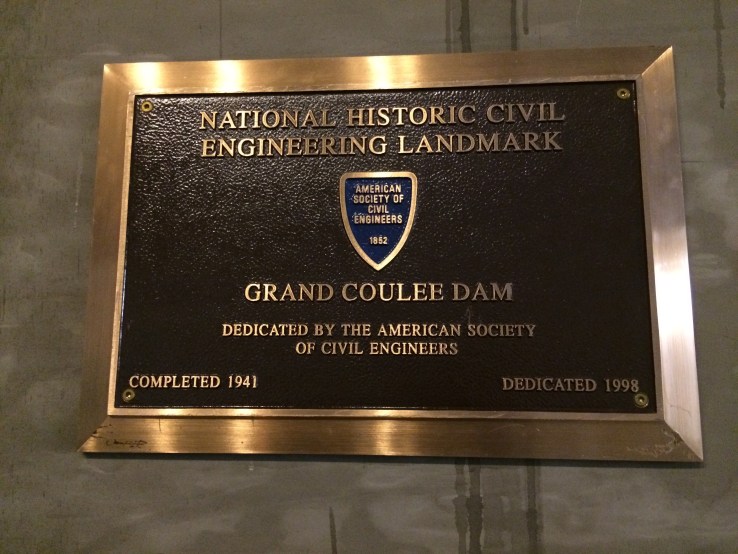 NATIONAL HISTORIC CIVIL
ENGINEERING LANDMARK
AMERICAN
SOCIETY OF
CIVIL
ENGINEERS
1852
GRAND COULEE DAM
DEDICATED BY THE AMERICAN SOCIETY
OF CIVIL ENGINEERS
COMPLETED 1941
DEDICATED 1998